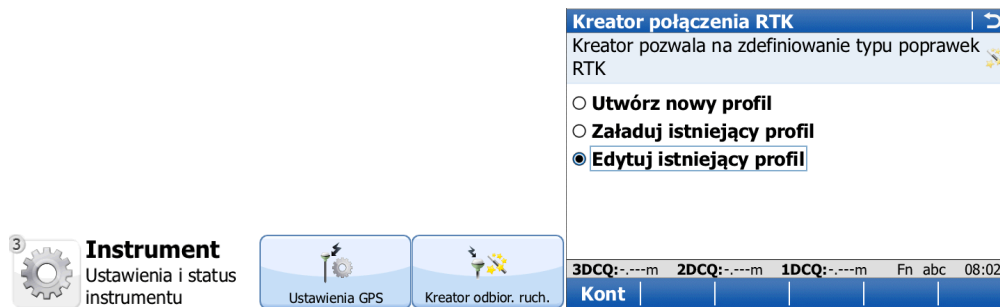 3
Instrument
Ustawienia i status
instrumentu
Ustawienia GPS
Kreator odbior. ruch.
Kreator połączenia RTK
Kreator pozwala na zdefiniowanie typu poprawek
RTK
Utwórz nowy profil
Załaduj istniejący profil
Edytuj istniejący profil
3DCQ:-.---m 2DCQ:-.---m 1DCQ:-.---m Fn abc 08:02
Kont